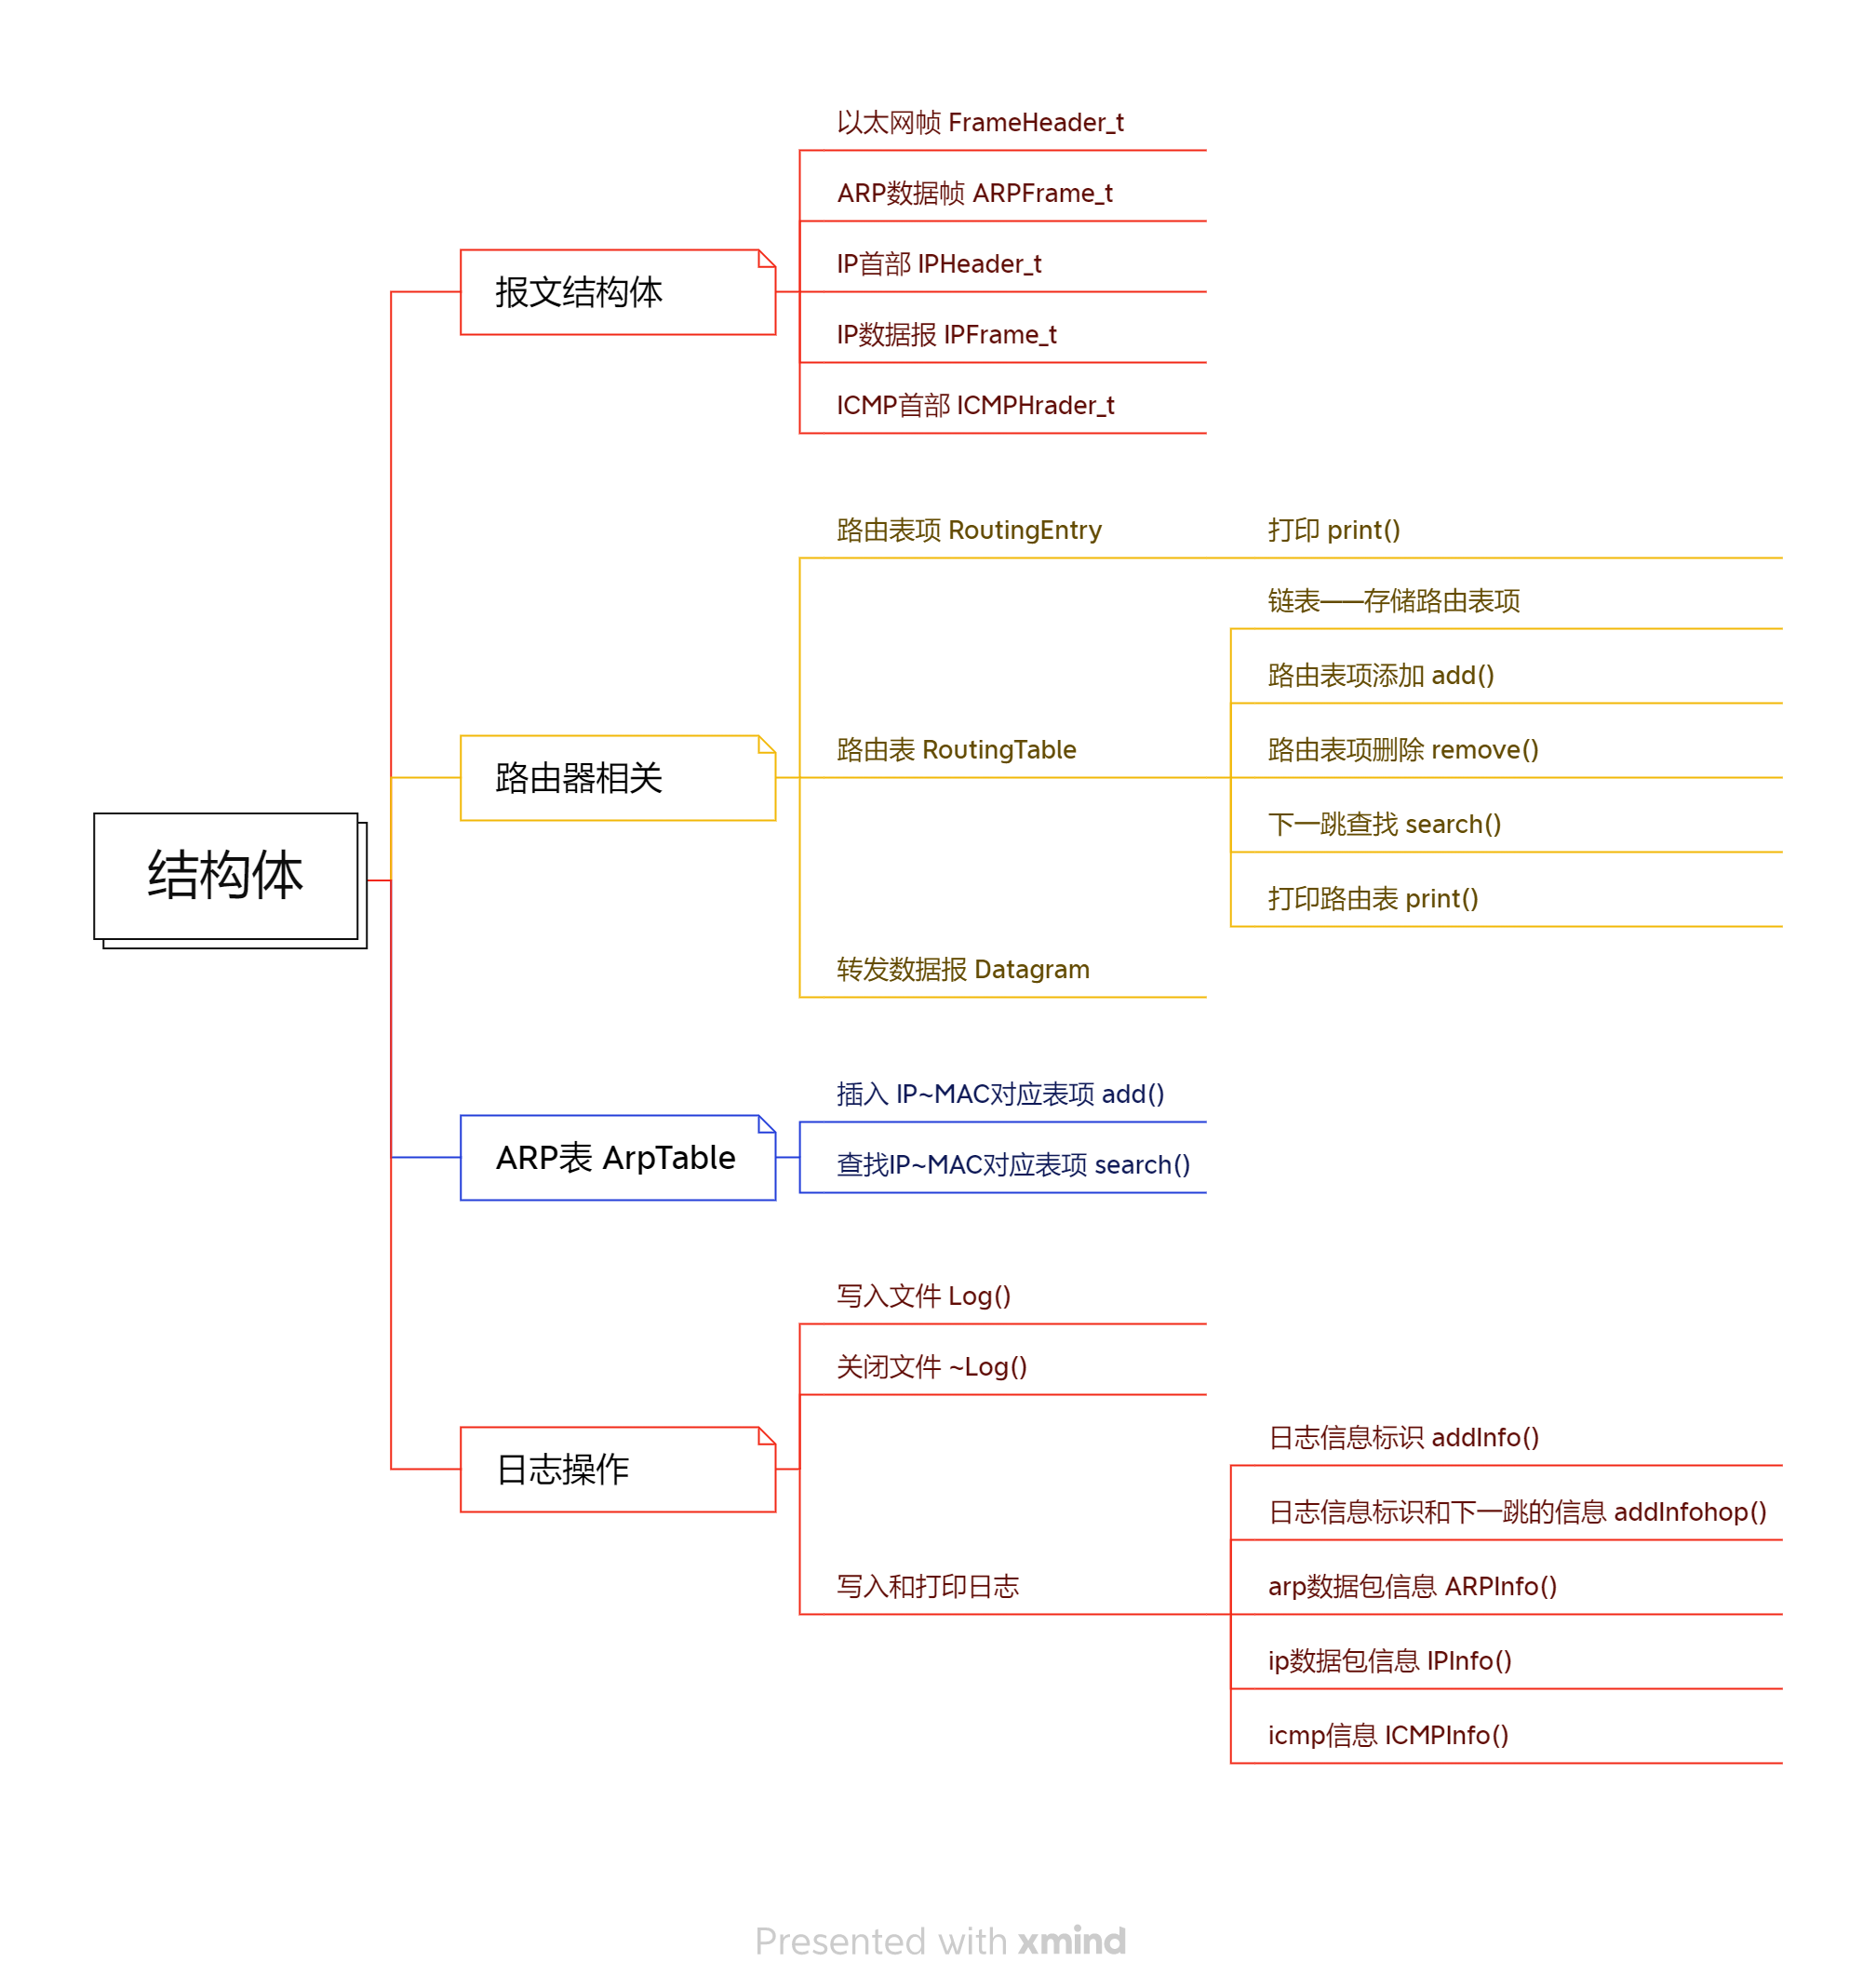 结构体
报文结构体
以太网帧 FrameHeader_t
ARP数据帧 ARPFrame_t
IP首部 IPHeader_t
IP数据报 IPFrame_t
ICMP首部 ICMPHrader_t
路由器相关
路由表项 RoutingEntry
打印 print()
路由表 RoutingTable
链表——存储路由表项
路由表项添加 add()
路由表项删除 remove()
下一跳查找 search()
打印路由表 print()
转发数据报 Datagram
ARP表 ArpTable
插入 IP~MAC对应表项 add()
查找IP~MAC对应表项 search()
日志操作
写入文件 Log()
关闭文件 ~Log()
写入和打印日志
日志信息标识 addInfo()
日志信息标识和下一跳的信息 addInfohop()
arp数据包信息 ARPInfo()
ip数据包信息 IPInfo()
icmp信息 ICMPInfo()
Presented with xmind